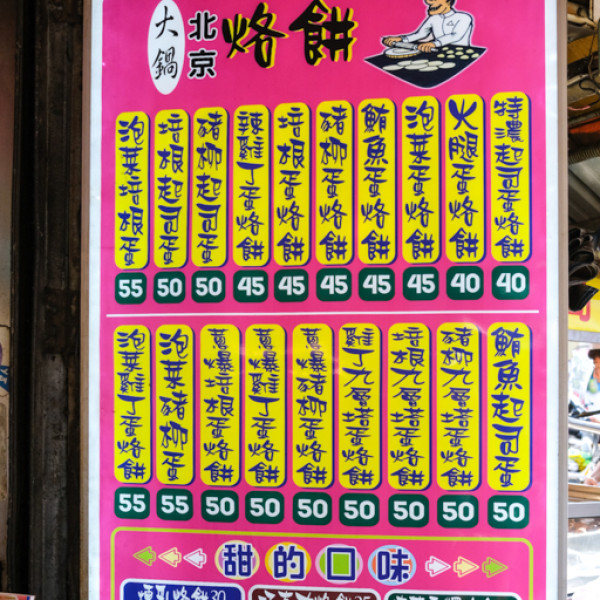 大鍋
北京
烙餅
特濃起司蛋烙餅 40
火腿蛋烙餅 40
泡菜蛋烙餅 45
鮪魚蛋烙餅 45
豬柳蛋烙餅 45
培根蛋烙餅 45
辣雞丁蛋烙餅 45
豬柳起司蛋 50
培根起司蛋 50
泡菜培根蛋 55
鮪魚起司蛋 50
豬柳九層塔蛋烙餅 50
培根九層塔蛋烙餅 50
雞丁九層塔蛋烙餅 50
黃爆豬柳蛋烙餅 50
黃爆雞丁蛋烙餅 50
黃爆培根蛋烙餅 50
泡菜豬柳蛋 55
泡菜雞丁蛋烙餅 55
甜的口味